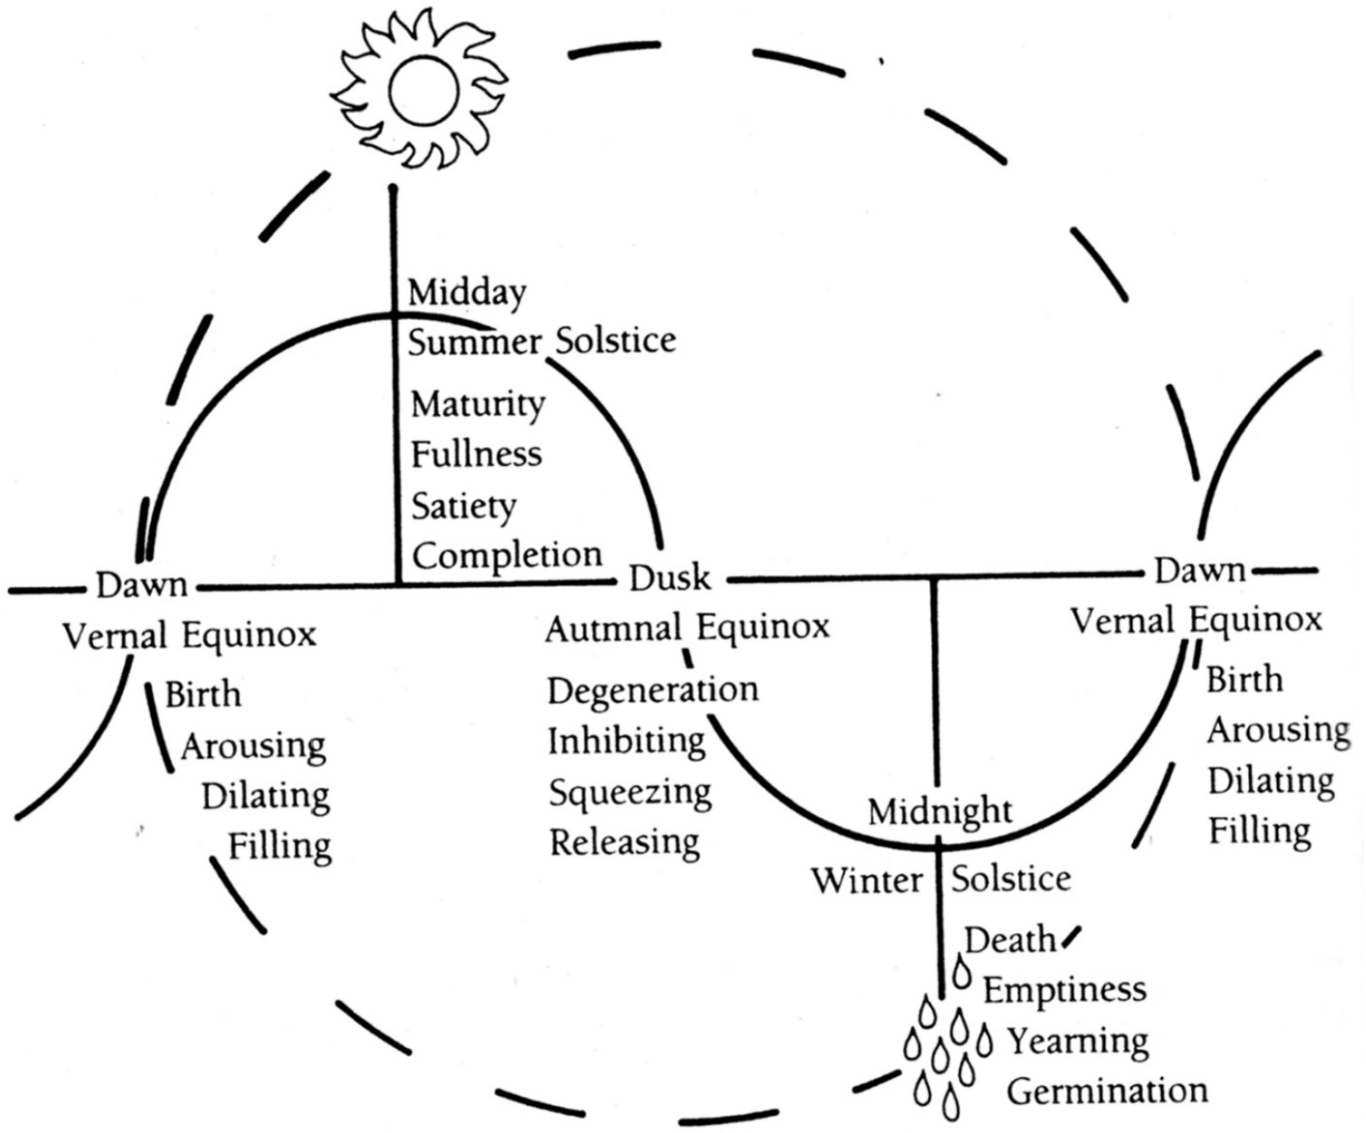 Midday
Summer Solstice
Maturity
Fullness
Satiety
Completion
Dawn
Vernal Equinox
Birth
Arousing
Dilating
Filling
Dusk
Autmnal Equinox
Degeneration
Inhibiting
Squeezing
Releasing
Midnight
Winter Solstice
Death
Emptiness
Yearning
Germination
Dawn
Vernal Equinox
Birth
Arousing
Dilating
Filling